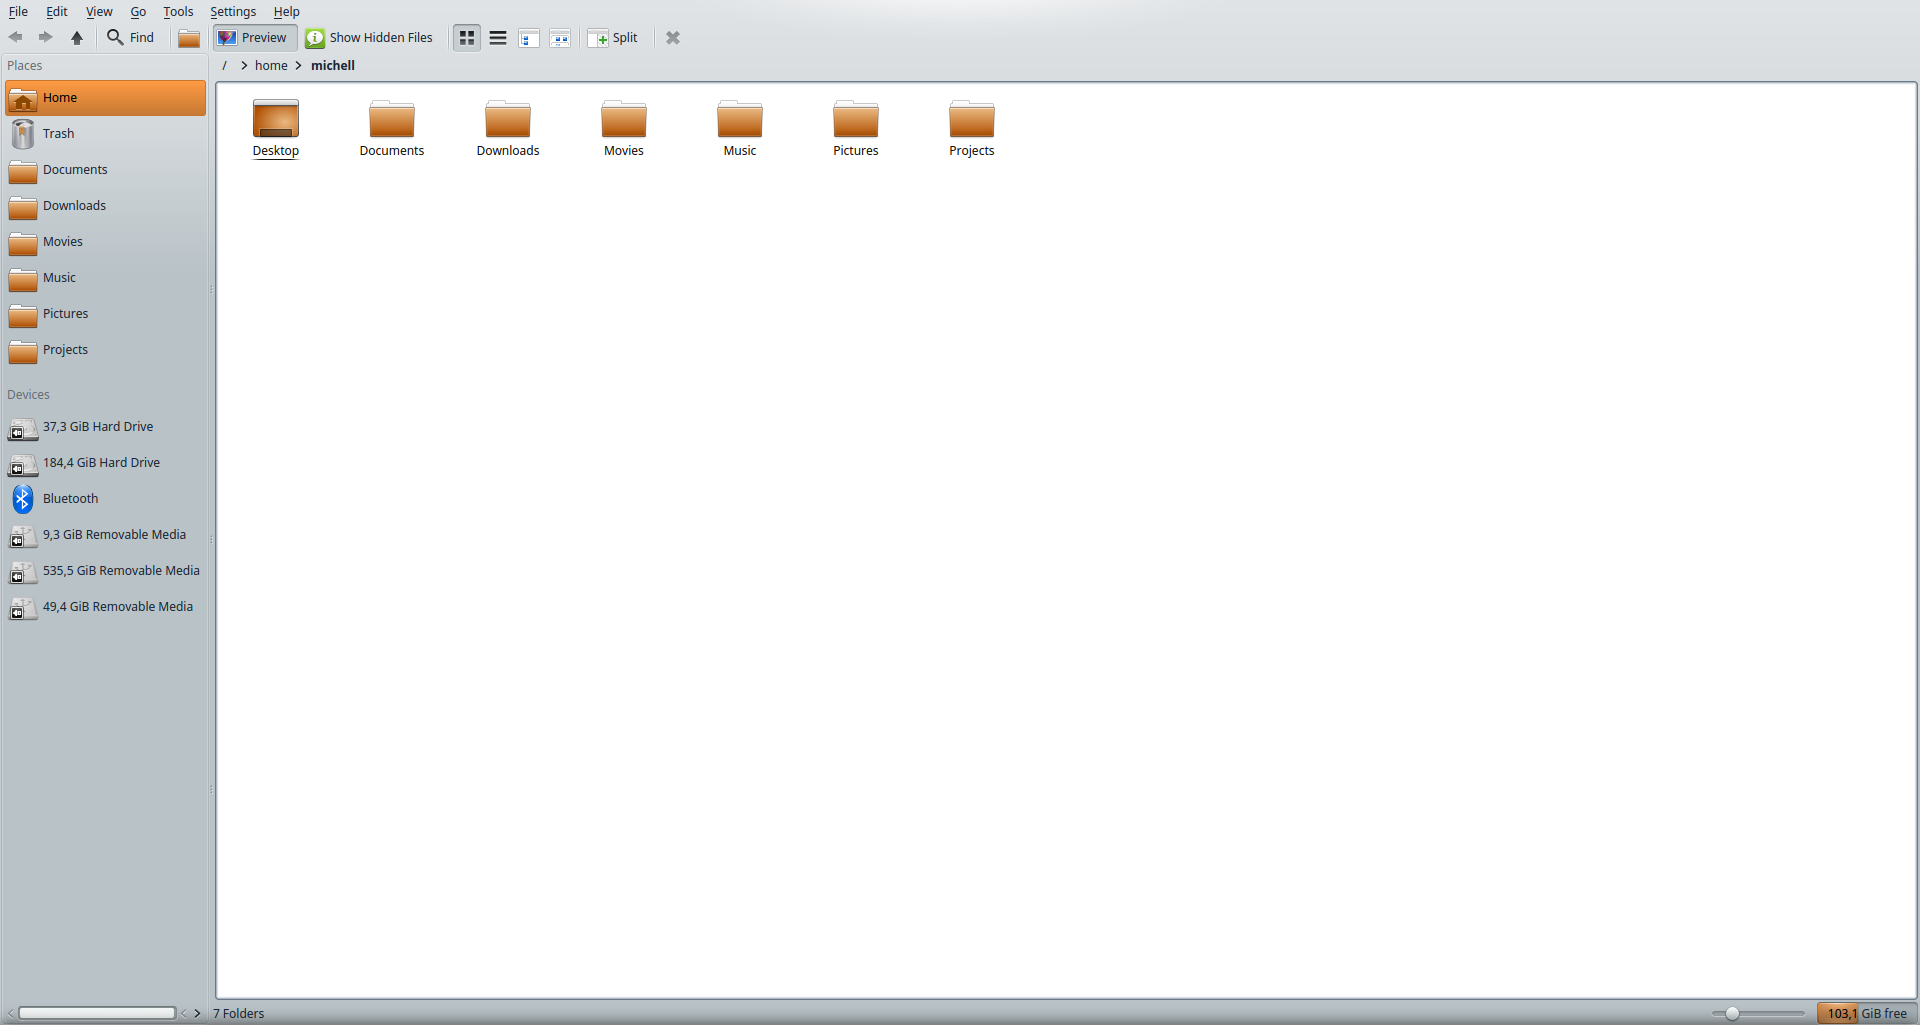 File Edit View Go Tools Settings Help
Find Preview Show Hidden Files Split
Places
/ > home > michell
Home
Trash
Documents
Downloads
Movies
Music
Pictures
Projects
Devices
37,3 GiB Hard Drive
184,4 GiB Hard Drive
Bluetooth
9,3 GiB Removable Media
535,5 GiB Removable Media
49,4 GiB Removable Media
Desktop Documents Downloads Movies Music Pictures Projects
7 Folders
103,1 GiB free